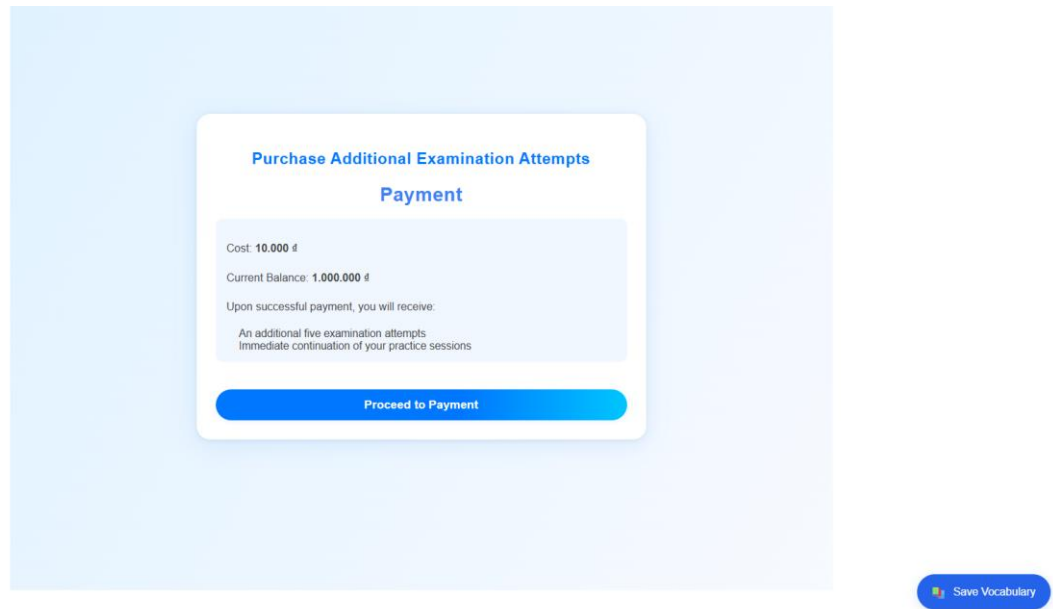 Purchase Additional Examination Attempts
Payment
Cost: 10.000 ₫
Current Balance: 1.000.000 ₫
Upon successful payment, you will receive:
An additional five examination attempts
Immediate continuation of your practice sessions
Proceed to Payment
Save Vocabulary